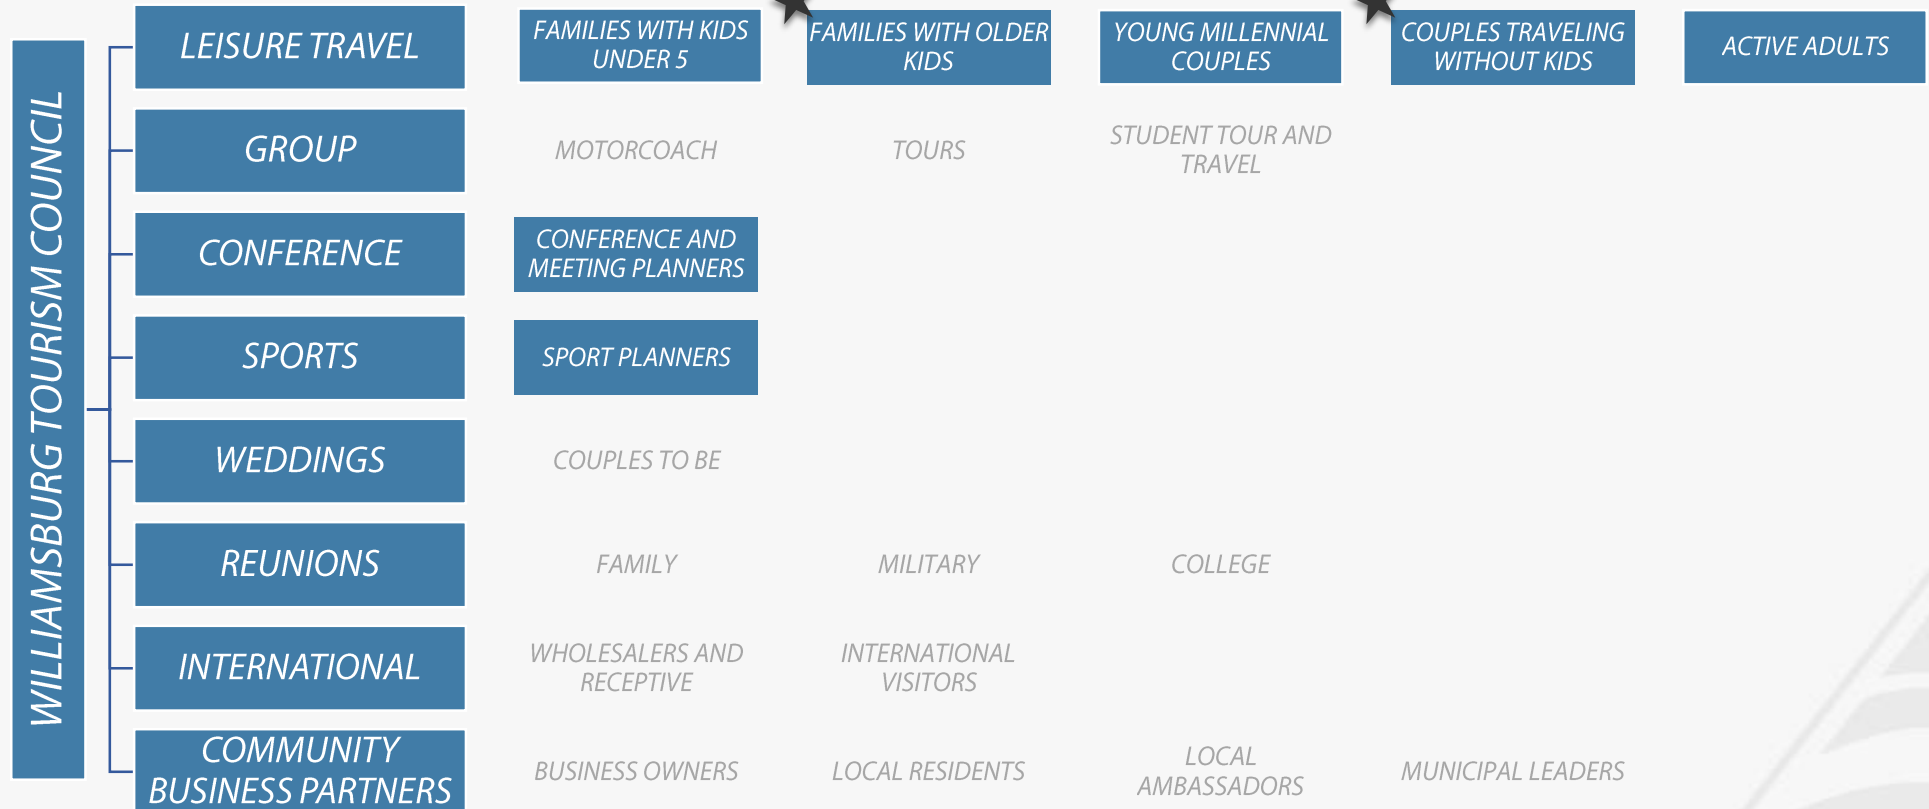 WILLIAMSBURG TOURISM COUNCIL
LEISURE TRAVEL
FAMILIES WITH KIDS
UNDER 5
FAMILIES WITH OLDER
KIDS
YOUNG MILLENNIAL
COUPLES
COUPLES TRAVELING
WITHOUT KIDS
ACTIVE ADULTS
GROUP
MOTORCOACH
TOURS
STUDENT TOUR AND
TRAVEL
CONFERENCE
CONFERENCE AND
MEETING PLANNERS
SPORTS
SPORT PLANNERS
WEDDINGS
COUPLES TO BE
REUNIONS
FAMILY
MILITARY
COLLEGE
INTERNATIONAL
WHOLESALERS AND
RECEPTIVE
INTERNATIONAL
VISITORS
COMMUNITY
BUSINESS PARTNERS
BUSINESS OWNERS
LOCAL RESIDENTS
LOCAL
AMBASSADORS
MUNICIPAL LEADERS